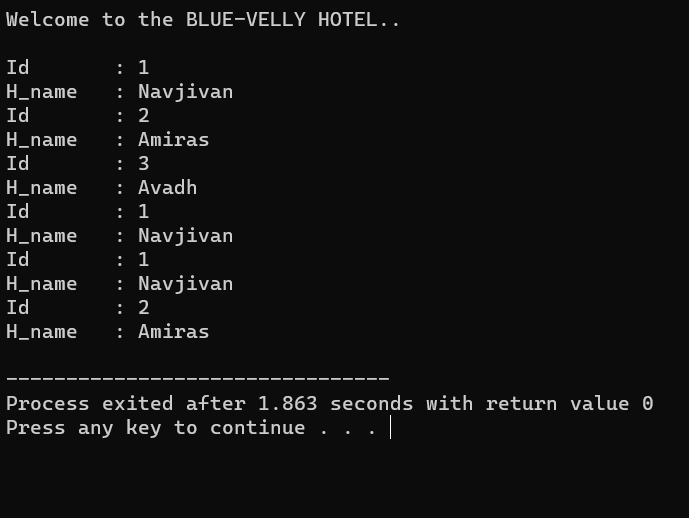 Welcome to the BLUE-VELLY HOTEL..
Id       : 1
H_name   : Navjivan
Id       : 2
H_name   : Amiras
Id       : 3
H_name   : Avadh
Id       : 1
H_name   : Navjivan
Id       : 1
H_name   : Navjivan
Id       : 2
H_name   : Amiras
--------------------------------
Process exited after 1.863 seconds with return value 0
Press any key to continue . . .